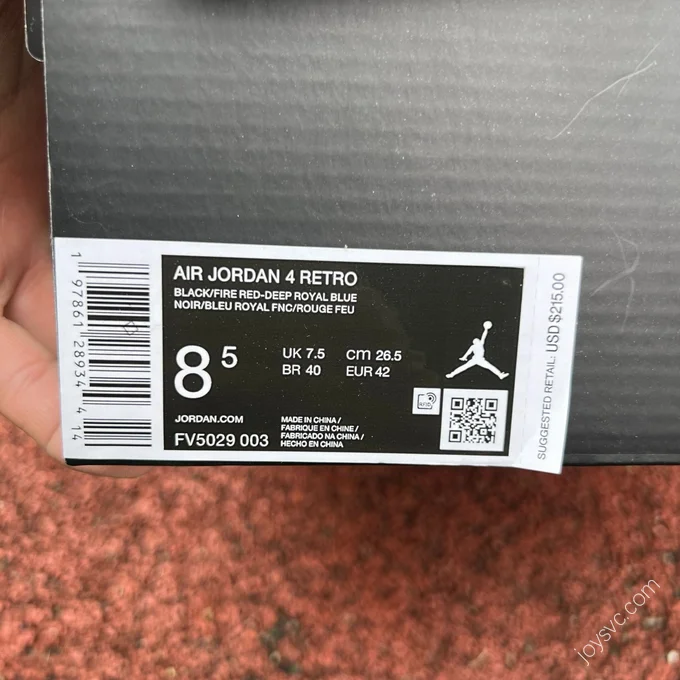 AIR JORDAN 4 RETRO
BLACK/FIRE RED-DEEP ROYAL BLUE
NOIR/BLEU ROYAL FNC/ROUGE FEU
8 5
UK 7.5 cm 26.5
BR 40 EUR 42
JORDAN.COM
FV5029 003
MADE IN CHINA /
FABRIQUE EN CHINE /
FABRICADO NA CHINA /
HECHO EN CHINA
1 97861 28934 4 14
SUGGESTED RETAIL: USD $215.00
joysvc.com